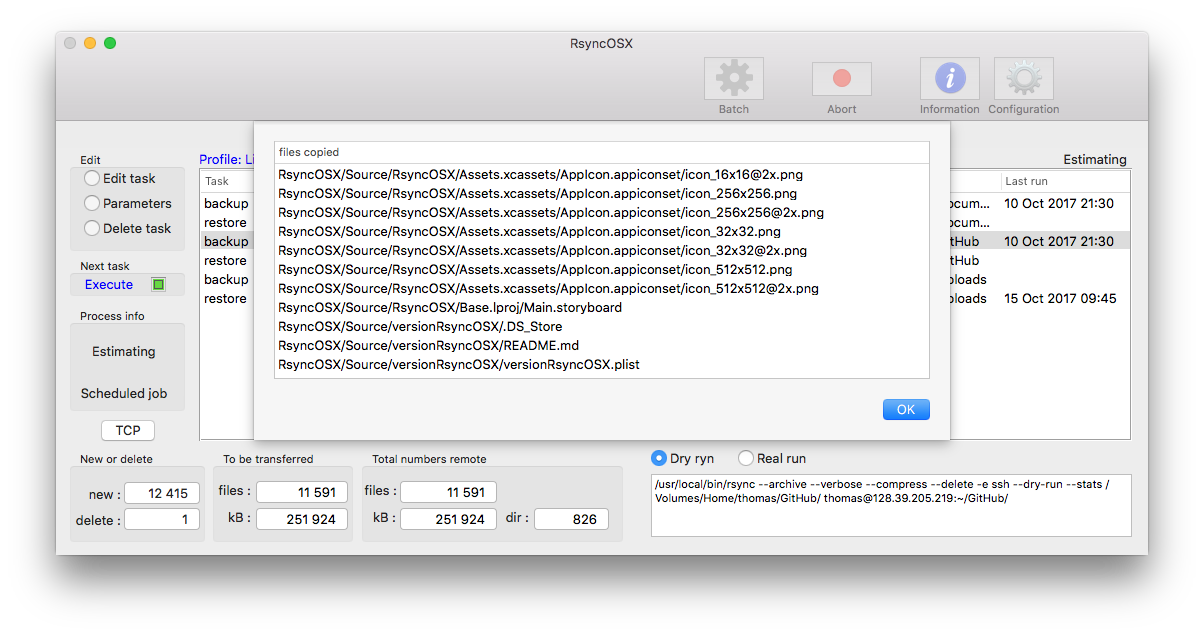 RsyncOSX
Batch
Abort
Information
Configuration
Edit
Edit task
Parameters
Delete task
Next task
Execute
Process info
Estimating
Scheduled job
TCP
Profile:
Estimating
Task
backup
restore
backup
restore
backup
restore
Last run
10 Oct 2017 21:30
10 Oct 2017 21:30
15 Oct 2017 09:45
files copied
RsyncOSX/Source/RsyncOSX/Assets.xcassets/AppIcon.appiconset/icon_16x16@2x.png
RsyncOSX/Source/RsyncOSX/Assets.xcassets/AppIcon.appiconset/icon_256x256.png
RsyncOSX/Source/RsyncOSX/Assets.xcassets/AppIcon.appiconset/icon_256x256@2x.png
RsyncOSX/Source/RsyncOSX/Assets.xcassets/AppIcon.appiconset/icon_32x32.png
RsyncOSX/Source/RsyncOSX/Assets.xcassets/AppIcon.appiconset/icon_32x32@2x.png
RsyncOSX/Source/RsyncOSX/Assets.xcassets/AppIcon.appiconset/icon_512x512.png
RsyncOSX/Source/RsyncOSX/Assets.xcassets/AppIcon.appiconset/icon_512x512@2x.png
RsyncOSX/Source/RsyncOSX/Base.lproj/Main.storyboard
RsyncOSX/Source/versionRsyncOSX/.DS_Store
RsyncOSX/Source/versionRsyncOSX/README.md
RsyncOSX/Source/versionRsyncOSX/versionRsyncOSX.plist
OK
New or delete
new : 12 415
delete : 1
To be transferred
files : 11 591
kB : 251 924
Total numbers remote
files : 11 591
kB : 251 924 dir : 826
Dry ryn
Real run
/usr/local/bin/rsync --archive --verbose --compress --delete -e ssh --dry-run --stats /
Volumes/Home/thomas/GitHub/ thomas@128.39.205.219:~/GitHub/